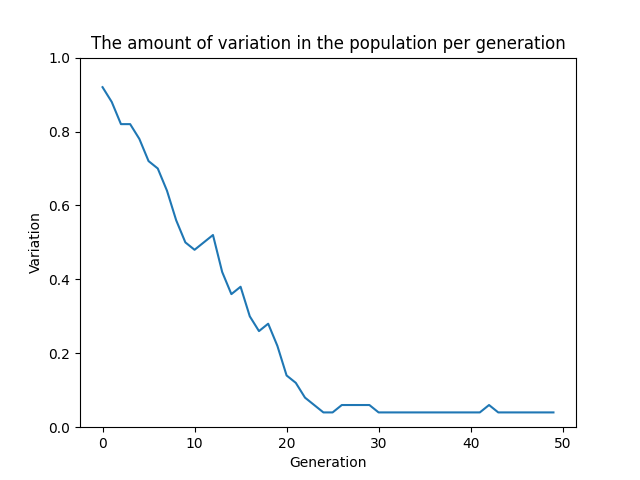 The amount of variation in the population per generation
1.0
0.8
0.6
0.4
0.2
0.0
Variation
0 10 20 30 40 50
Generation